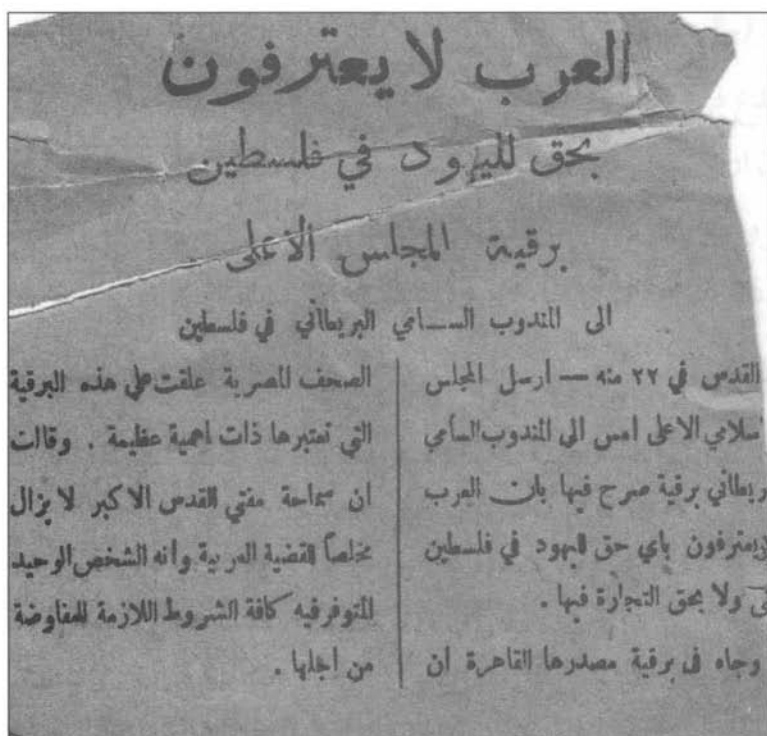 العرب لا يعترفون
بحق لليهود في فلسطين
برقية المجلس الاعلى
الى المندوب السامي البريطاني في فلسطين
القدس في ٢٢ منه — ارسل المجلس
سلامي الاعلى امس الى المندوب السامي
ريطاني برقية صرح فيها بان العرب
يعترفون باي حق لليهود في فلسطين
ولا بحق التجارة فيها .
وجاء في برقية مصدرها القاهرة ان
الصحف المصرية علقت على هذه البرقية
التي تعتبرها ذات اهمية عظيمة . وقالت
ان سماحة مفتي القدس الاكبر لا يزال
مخلصاً للقضية العربية وانه الشخص الوحيد
المتوفر فيه كافة الشروط اللازمة للمفاوضة
من اجلها .